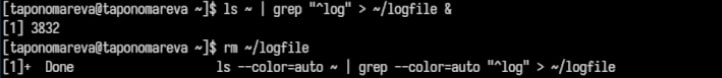 [taponomareva@taponomareva ~]$ ls ~ | grep "^log" > ~/logfile &
[1] 3832
[taponomareva@taponomareva ~]$ rm ~/logfile
[1]+  Done                    ls --color=auto ~ | grep --color=auto "^log" > ~/logfile